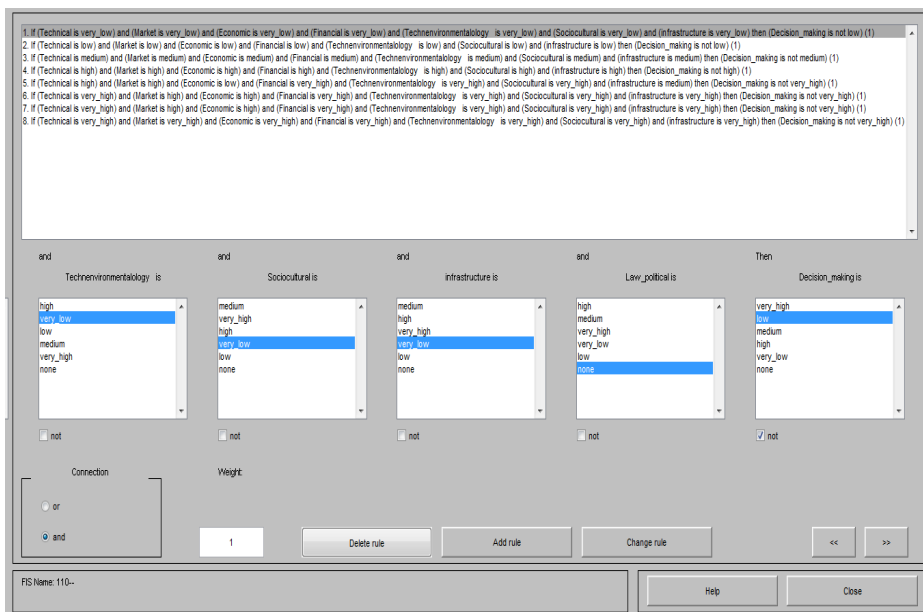 1. If (Technical is very_low) and (Market is very_low) and (Economic is very_low) and (Financial is very_low) and (Technenvironmentalology is very_low) and (Sociocultural is very_low) and (infrastructure is very_low) then (Decision_making is not low) (1)
2. If (Technical is low) and (Market is low) and (Economic is low) and (Financial is low) and (Technenvironmentalology is low) and (Sociocultural is low) and (infrastructure is low) then (Decision_making is not low) (1)
3. If (Technical is medium) and (Market is medium) and (Economic is medium) and (Financial is medium) and (Technenvironmentalology is medium) and (Sociocultural is medium) and (infrastructure is medium) then (Decision_making is not medium) (1)
4. If (Technical is high) and (Market is high) and (Economic is high) and (Financial is high) and (Technenvironmentalology is high) and (Sociocultural is high) and (infrastructure is high) then (Decision_making is not high) (1)
5. If (Technical is high) and (Market is high) and (Economic is low) and (Financial is very_high) and (Technenvironmentalology is very_high) and (Sociocultural is very_high) and (infrastructure is medium) then (Decision_making is not very_high) (1)
6. If (Technical is very_high) and (Market is high) and (Economic is high) and (Financial is very_high) and (Technenvironmentalology is very_high) and (Sociocultural is very_high) and (infrastructure is very_high) then (Decision_making is not very_high) (1)
7. If (Technical is very_high) and (Market is high) and (Economic is high) and (Financial is very_high) and (Technenvironmentalology is very_high) and (Sociocultural is very_high) and (infrastructure is very_high) then (Decision_making is not very_high) (1)
8. If (Technical is very_high) and (Market is very_high) and (Economic is very_high) and (Financial is very_high) and (Technenvironmentalology is very_high) and (Sociocultural is very_high) and (infrastructure is very_high) then (Decision_making is not very_high) (1)
and and and and Then
Technenvironmentalology is Sociocultural is infrastructure is Law_political is Decision_making is
high medium medium high very_high
very_low very_high high medium low
low high very_high very_high medium
medium very_low very_low very_low high
very_high low low low very_low
none none none none none
not not not not not
Connection Weight:
or
and 1 Delete rule Add rule Change rule << >>
FIS Name: 110-- Help Close